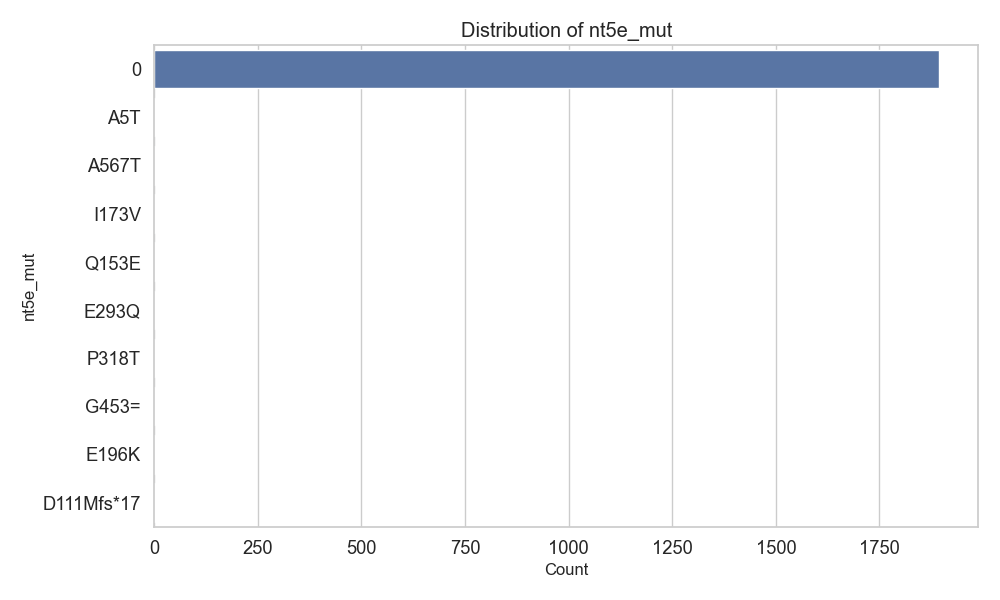 Distribution of nt5e_mut
nt5e_mut
0
A5T
A567T
I173V
Q153E
E293Q
P318T
G453=
E196K
D111Mfs*17
0 250 500 750 1000 1250 1500 1750
Count